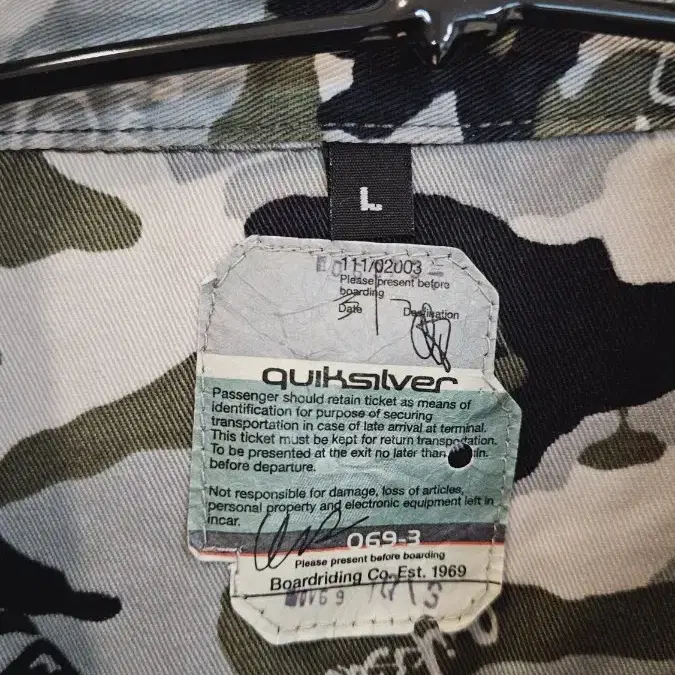 L
111/02003
Please present before
boarding
Date Destination
quiksilver
Passenger should retain ticket as means of
identification for purpose of securing
transportation in case of late arrival at terminal.
This ticket must be kept for return transportation.
To be presented at the exit no later than
before departure.
Not responsible for damage, loss of articles,
personal property and electronic equipment left in
incar.
069-3
Please present before boarding
Boardriding Co. Est. 1969